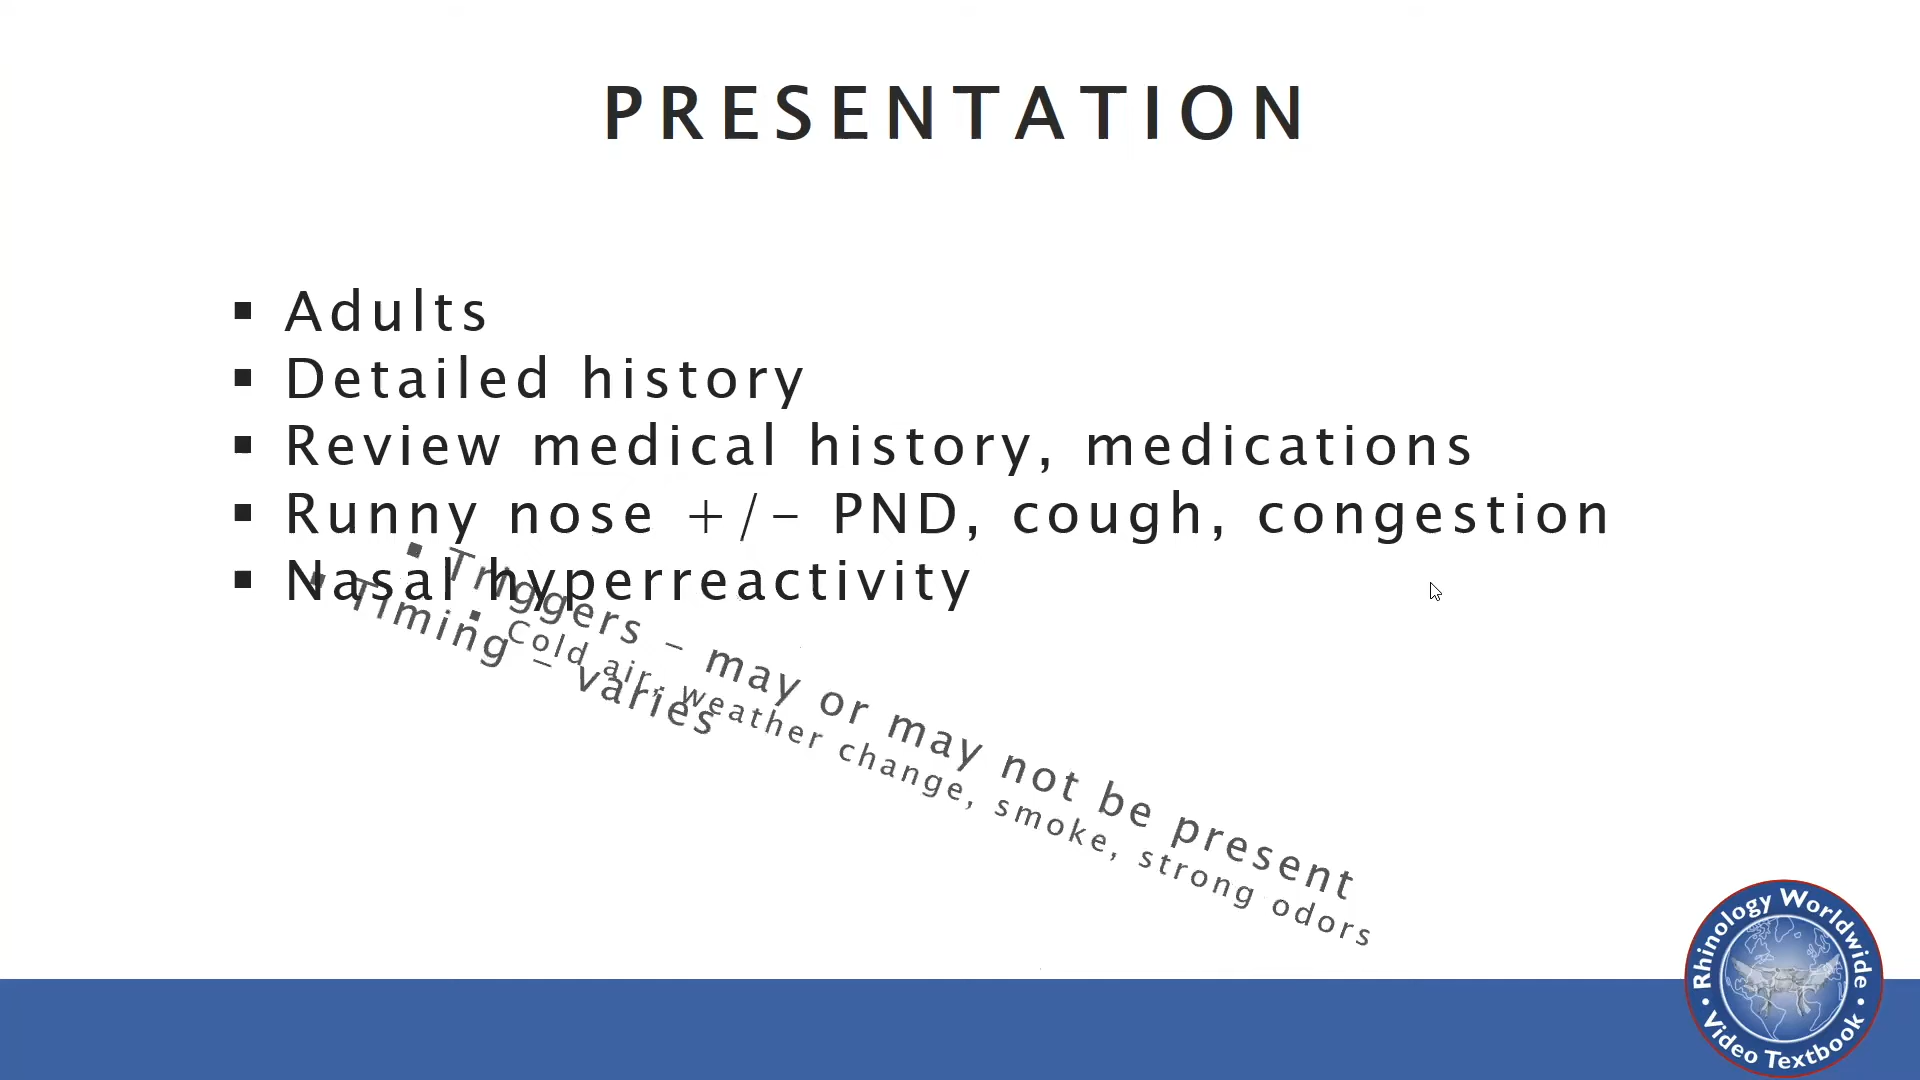 PRESENTATION
▪ Adults
▪ Detailed history
▪ Review medical history, medications
▪ Runny nose +/– PND, cough, congestion
▪ Nasal hyperreactivity
▪ Triggers – may or may not be present
▪ Cold air, weather change, smoke, strong odors
▪ Timing – varies
Rhinology Worldwide
• Video Textbook •